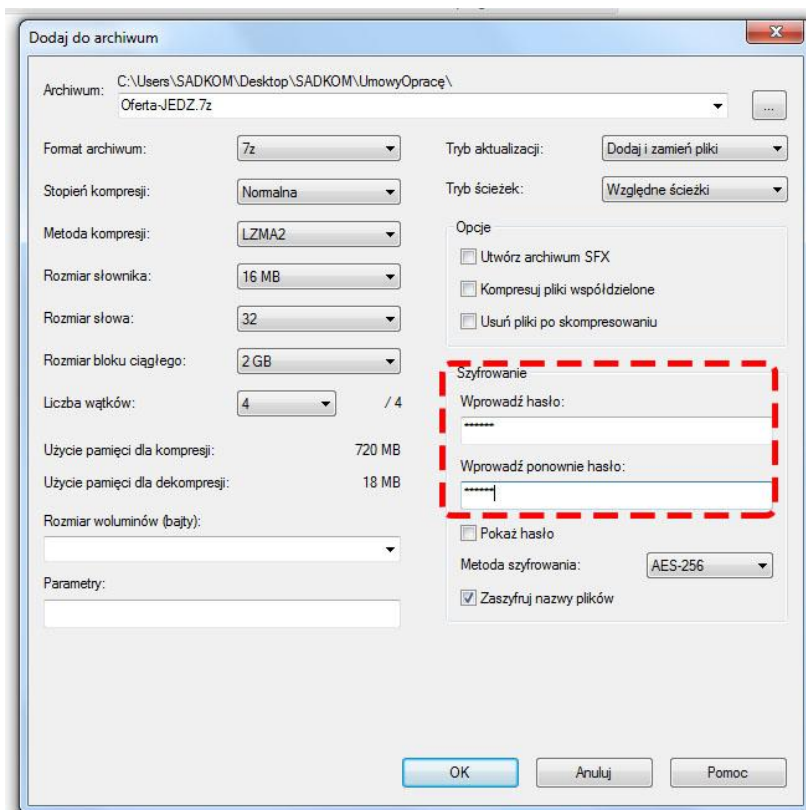 Dodaj do archiwum
Archiwum: C:\Users\SADKOM\Desktop\SADKOM\UmowyOpracę\
Oferta-JEDZ.7z
...
Format archiwum: 7z
Stopień kompresji: Normalna
Metoda kompresji: LZMA2
Rozmiar słownika: 16 MB
Rozmiar słowa: 32
Rozmiar bloku ciągłego: 2 GB
Liczba wątków: 4 / 4
Użycie pamięci dla kompresji: 720 MB
Użycie pamięci dla dekompresji: 18 MB
Rozmiar woluminów (bajty):
Parametry:
Tryb aktualizacji: Dodaj i zamień pliki
Tryb ścieżek: Względne ścieżki
Opcje
Utwórz archiwum SFX
Kompresuj pliki współdzielone
Usuń pliki po skompresowaniu
Szyfrowanie
Wprowadź hasło:
******
Wprowadź ponownie hasło:
******
Pokaż hasło
Metoda szyfrowania: AES-256
Zaszyfruj nazwy plików
OK Anuluj Pomoc